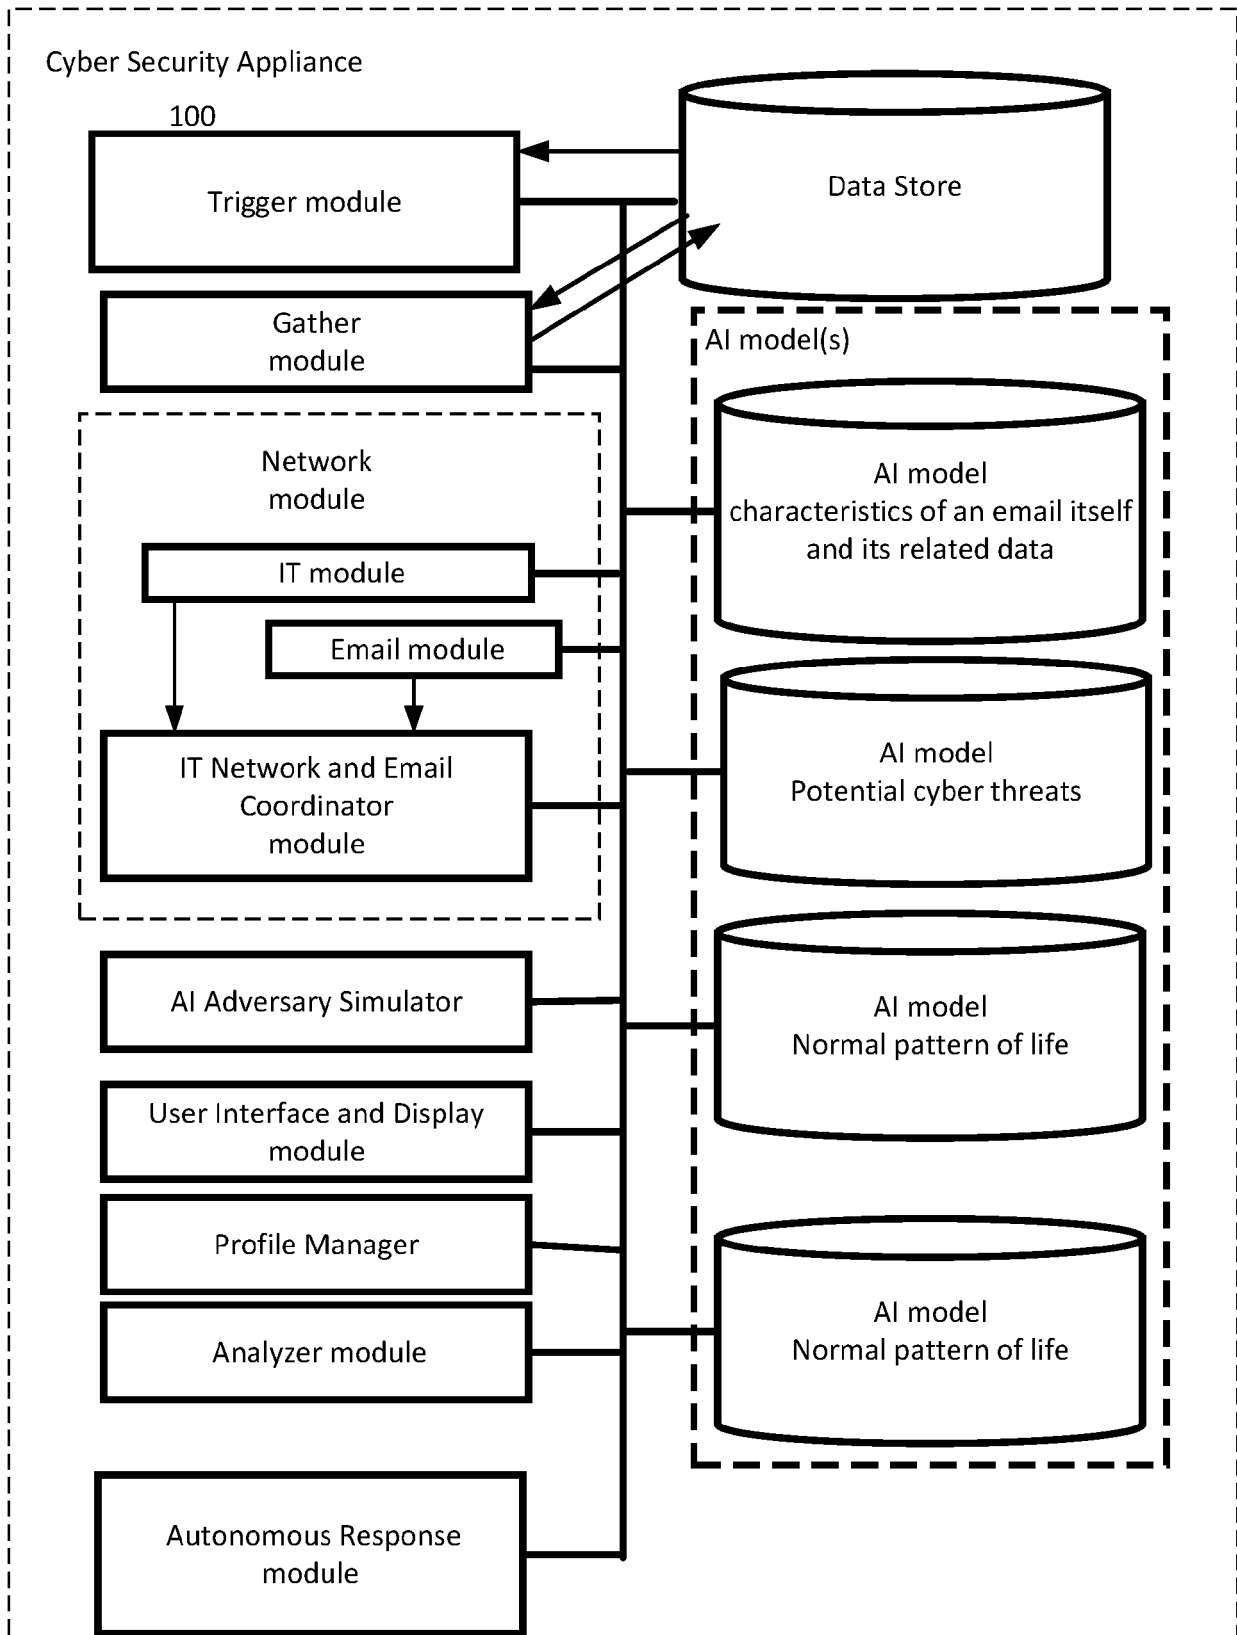 Cyber Security Appliance
100
Trigger module
Data Store
Gather
module
AI model(s)
Network
module
AI model
characteristics of an email itself
and its related data
IT module
Email module
IT Network and Email
Coordinator
module
AI model
Potential cyber threats
AI Adversary Simulator
AI model
Normal pattern of life
User Interface and Display
module
Profile Manager
Analyzer module
AI model
Normal pattern of life
Autonomous Response
module